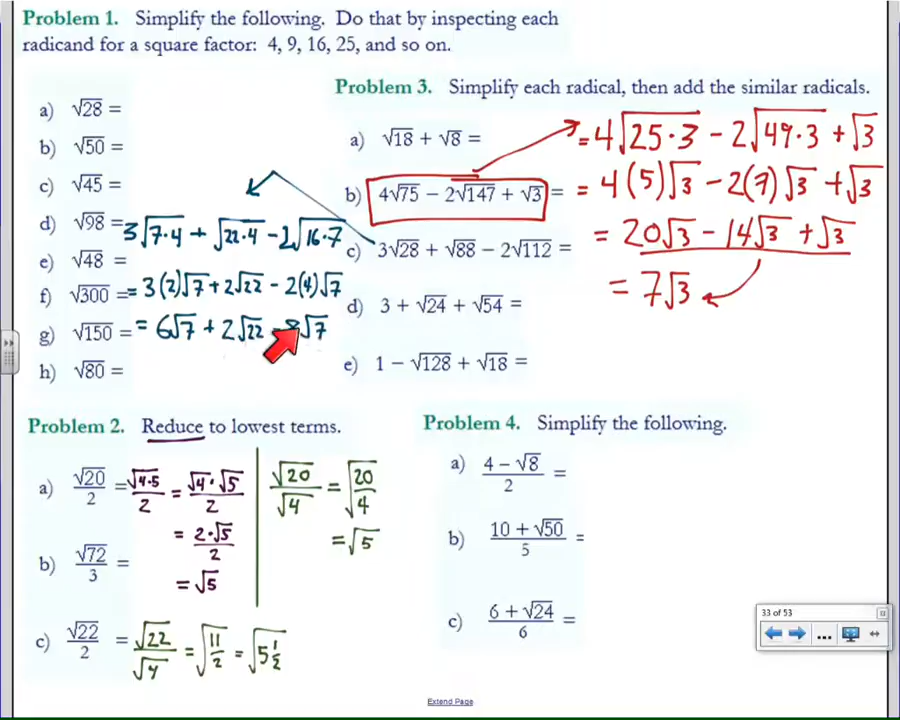 Problem 1. Simplify the following. Do that by inspecting each
radicand for a square factor: 4, 9, 16, 25, and so on.
a) √28 =
b) √50 =
c) √45 =
d) √98 =
e) √48 =
f) √300 =
g) √150 =
h) √80 =
3√7·4 + √22·4 - 2√16·7
= 3(2)√7 + 2√22 - 2(4)√7
= 6√7 + 2√22 - 8√7
Problem 3. Simplify each radical, then add the similar radicals.
a) √18 + √8 =
b) 4√75 − 2√147 + √3 =
c) 3√28 + √88 − 2√112 =
d) 3 + √24 + √54 =
e) 1 − √128 + √18 =
= 4√25·3 - 2√49·3 + √3
= 4(5)√3 - 2(7)√3 + √3
= 20√3 - 14√3 + √3
= 7√3
Problem 2. Reduce to lowest terms.
a) √20/2 = √4·5/2 = √4·√5/2
= 2·√5/2
= √5
√20/√4 = √20/4
= √5
b) √72/3 =
c) √22/2 = √22/√4 = √11/2 = √5 1/2
Problem 4. Simplify the following.
a) 4 − √8/2 =
b) 10 + √50/5 =
c) 6 + √24/6 =
33 of 53
...
Extend Page